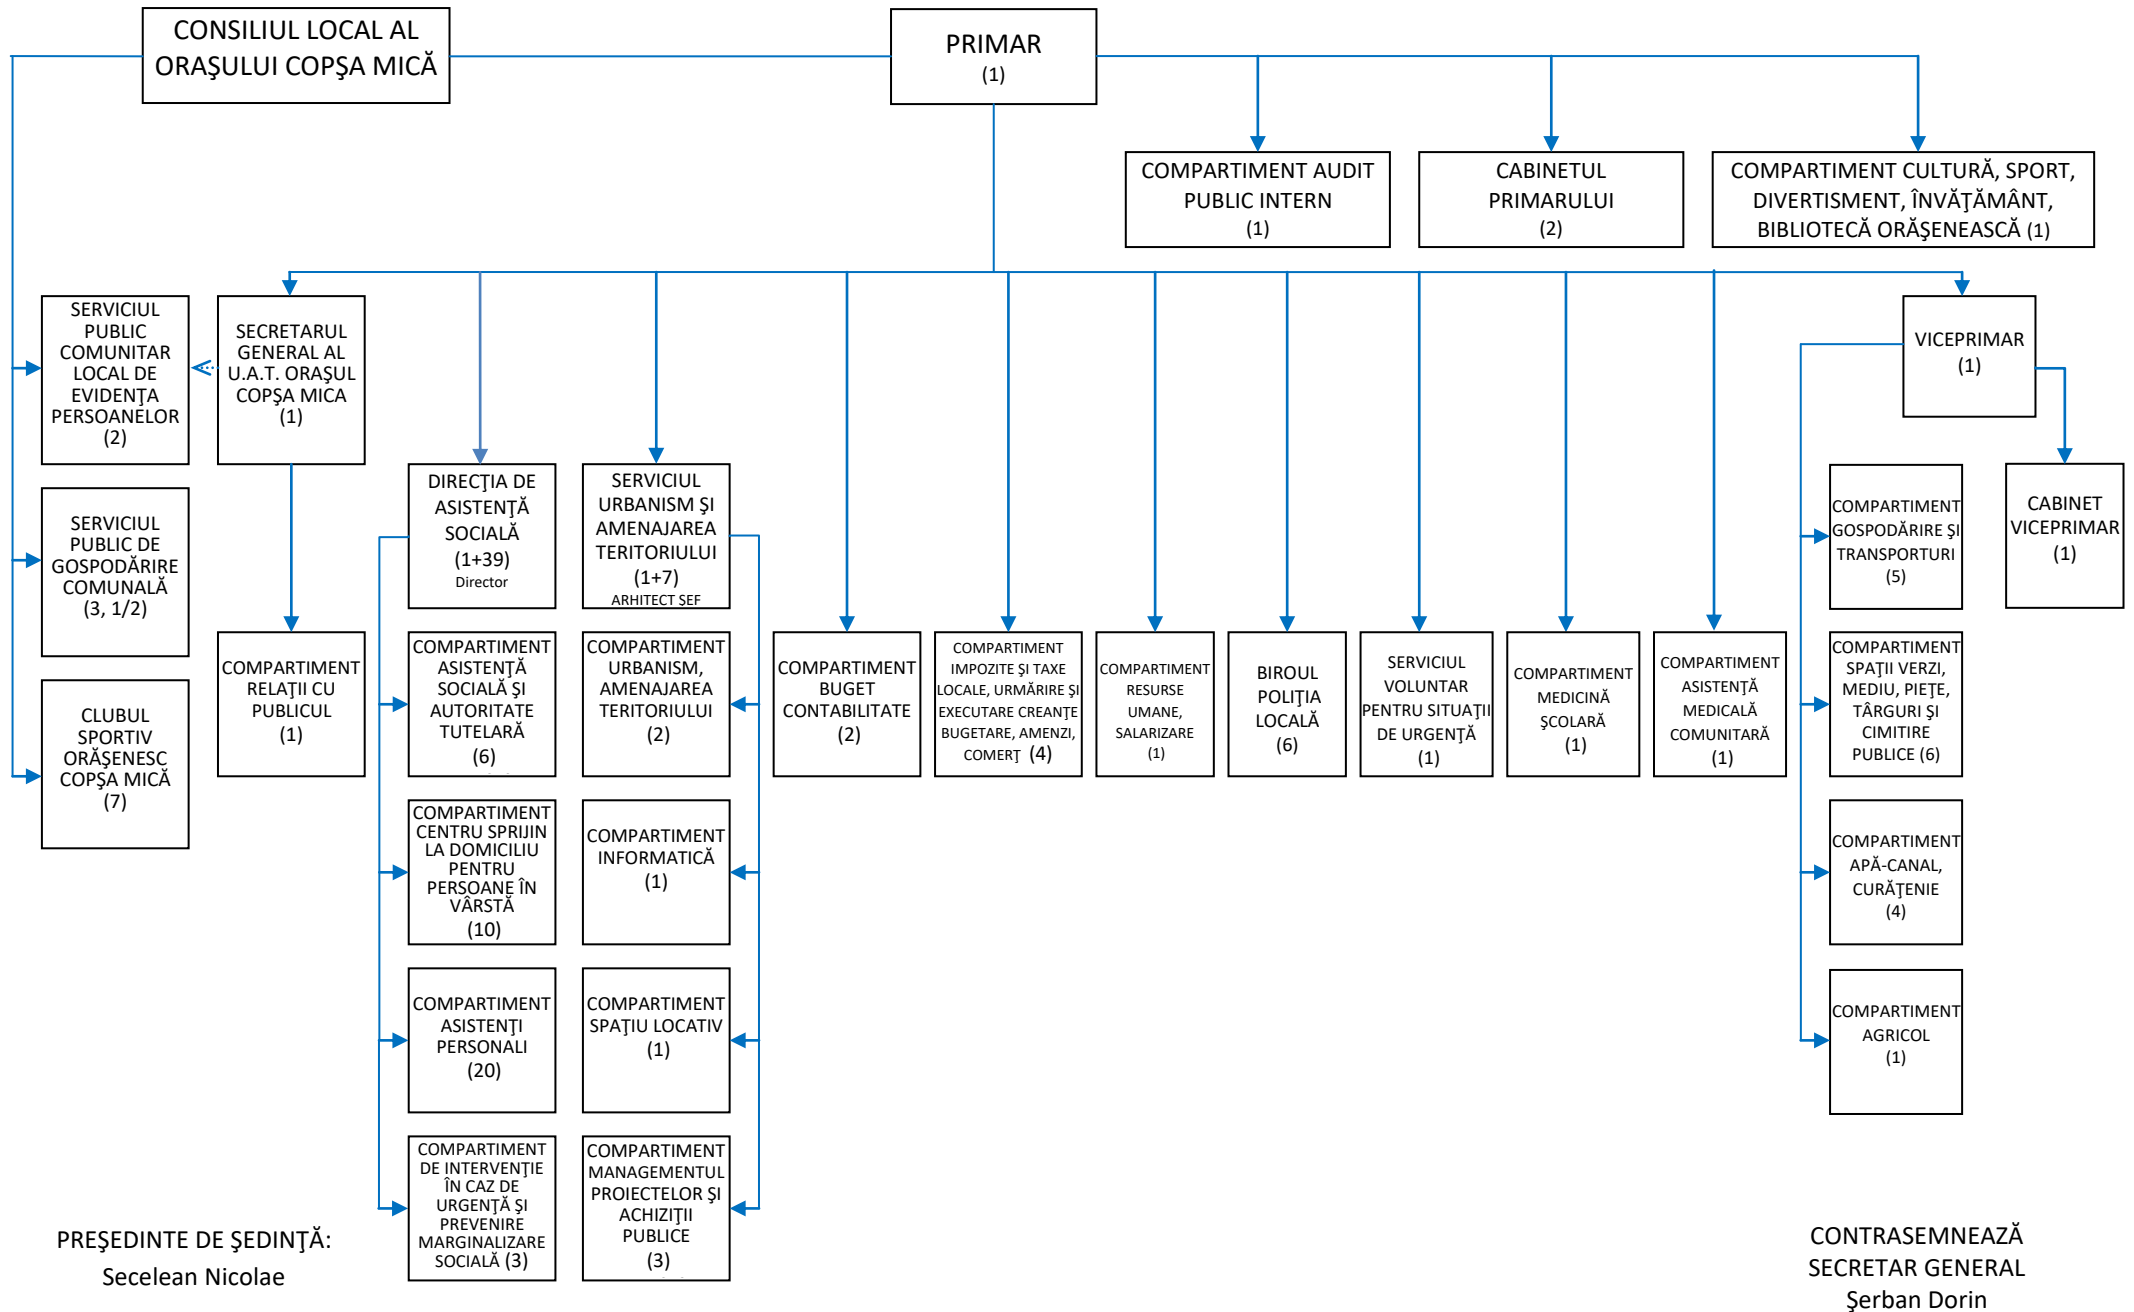 CONSILIUL LOCAL AL
ORAŞULUI COPŞA MICĂ
PRIMAR
(1)
COMPARTIMENT AUDIT
PUBLIC INTERN
(1)
CABINETUL
PRIMARULUI
(2)
COMPARTIMENT CULTURĂ, SPORT,
DIVERTISMENT, ÎNVĂŢĂMÂNT,
BIBLIOTECĂ ORĂŞENEASCĂ (1)
SERVICIUL
PUBLIC
COMUNITAR
LOCAL DE
EVIDENŢA
PERSOANELOR
(2)
SECRETARUL
GENERAL AL
U.A.T. ORAŞUL
COPŞA MICA
(1)
VICEPRIMAR
(1)
SERVICIUL
PUBLIC DE
GOSPODĂRIRE
COMUNALĂ
(3, 1/2)
DIRECŢIA DE
ASISTENŢĂ
SOCIALĂ
(1+39)
Director
SERVICIUL
URBANISM ŞI
AMENAJAREA
TERITORIULUI
(1+7)
ARHITECT ŞEF
COMPARTIMENT
GOSPODĂRIRE ŞI
TRANSPORTURI
(5)
CABINET
VICEPRIMAR
(1)
CLUBUL
SPORTIV
ORĂŞENESC
COPŞA MICĂ
(7)
COMPARTIMENT
RELAŢII CU
PUBLICUL
(1)
COMPARTIMENT
ASISTENŢĂ
SOCIALĂ ŞI
AUTORITATE
TUTELARĂ
(6)
COMPARTIMENT
URBANISM,
AMENAJAREA
TERITORIULUI
(2)
COMPARTIMENT
BUGET
CONTABILITATE
(2)
COMPARTIMENT
IMPOZITE ŞI TAXE
LOCALE, URMĂRIRE ŞI
EXECUTARE CREANŢE
BUGETARE, AMENZI,
COMERŢ (4)
COMPARTIMENT
RESURSE
UMANE,
SALARIZARE
(1)
BIROUL
POLIŢIA
LOCALĂ
(6)
SERVICIUL
VOLUNTAR
PENTRU SITUAŢII
DE URGENŢĂ
(1)
COMPARTIMENT
MEDICINĂ
ŞCOLARĂ
(1)
COMPARTIMENT
ASISTENŢĂ
MEDICALĂ
COMUNITARĂ
(1)
COMPARTIMENT
SPAŢII VERZI,
MEDIU, PIEŢE,
TÂRGURI ŞI
CIMITIRE
PUBLICE (6)
COMPARTIMENT
CENTRU SPRIJIN
LA DOMICILIU
PENTRU
PERSOANE ÎN
VÂRSTĂ
(10)
COMPARTIMENT
INFORMATICĂ
(1)
COMPARTIMENT
APĂ-CANAL,
CURĂŢENIE
(4)
COMPARTIMENT
ASISTENŢI
PERSONALI
(20)
COMPARTIMENT
SPAŢIU LOCATIV
(1)
COMPARTIMENT
AGRICOL
(1)
COMPARTIMENT
DE INTERVENŢIE
ÎN CAZ DE
URGENŢĂ ŞI
PREVENIRE
MARGINALIZARE
SOCIALĂ (3)
COMPARTIMENT
MANAGEMENTUL
PROIECTELOR ŞI
ACHIZIŢII
PUBLICE
(3)
PREŞEDINTE DE ŞEDINŢĂ:
Secelean Nicolae
CONTRASEMNEAZĂ
SECRETAR GENERAL
Şerban Dorin